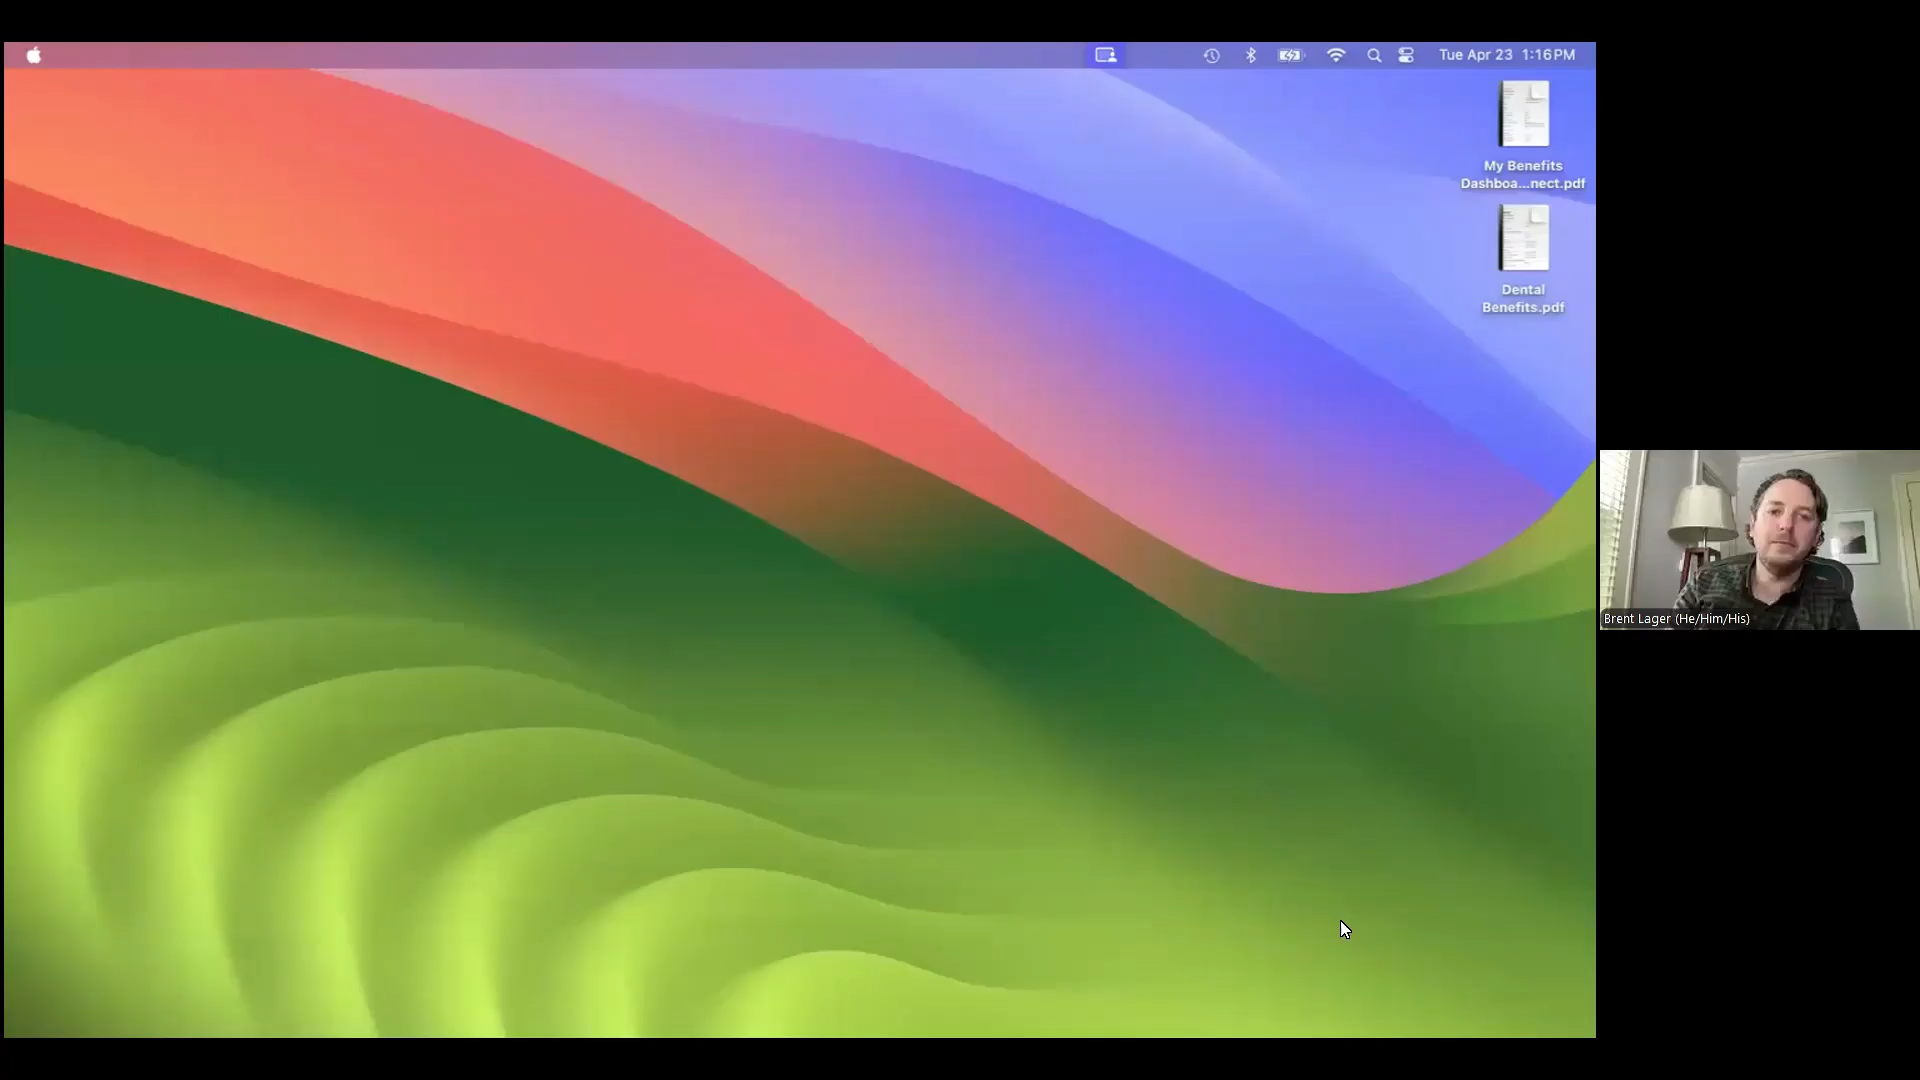 Tue Apr 23 1:16 PM
My Benefits
Dashboa...nect.pdf
Dental
Benefits.pdf
Brent Lager (He/Him/His)